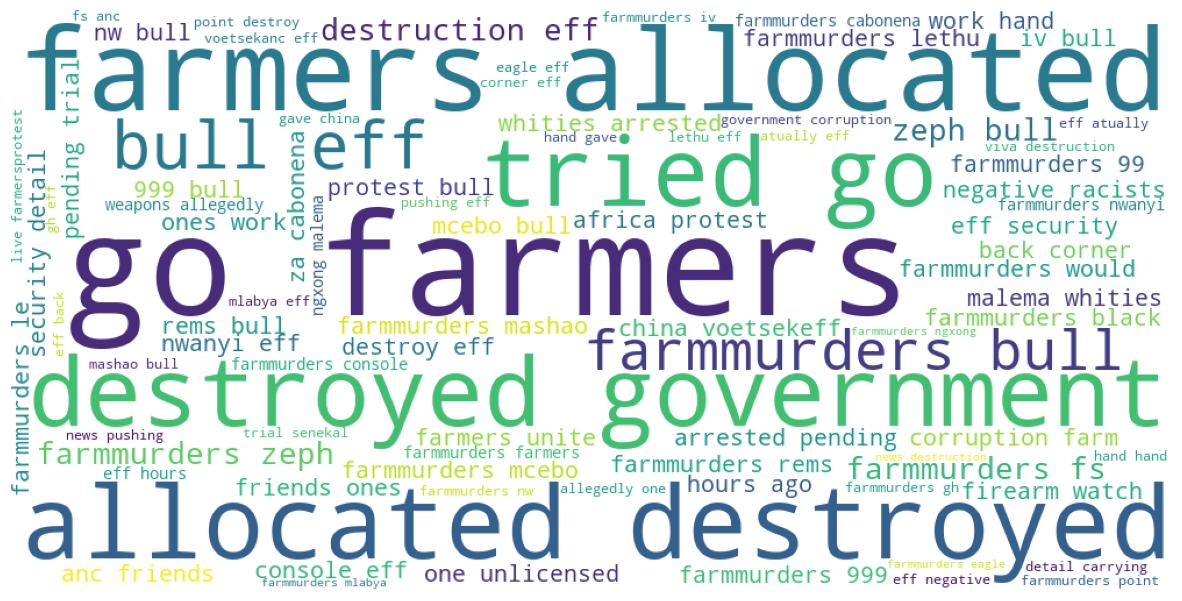 fs anc
nw bull
point destroy
voetsekanc eff
destruction eff
farmmurders iv
farmmurders cabonena
work hand
farmmurders lethu
iv bull
farmers allocated
eagle eff
corner eff
pending trial
gave china
whities arrested
government corruption
zeph bull
eff atually
bull
eff
hand gave
lethu eff
atually eff
viva destruction
tried go
live farmersprotest
security detail
gh eff
999 bull
weapons allegedly
ones work
za cabonena
ngxong malema
protest bull
pushing eff
mcebo bull
africa protest
farmmurders 99
negative racists
farmmurders nwanyi
eff security
back corner
go farmers
farmmurders would
malema whities
farmmurders black
mlabya eff
eff back
farmmurders le
rems bull
nwanyi eff
farmmurders mashao
destroy eff
china voetsekeff
farmmurders ngxong
farmmurders bull
mashao bull
farmmurders console
destroyed government
news pushing
trial senekal
farmers unite
farmmurders farmers
arrested pending
corruption farm
farmmurders zeph
eff hours
farmmurders mcebo
farmmurders rems
news destruction
hand hand
farmmurders fs
friends ones
farmmurders nw
allegedly one
hours ago
farmmurders gh
firearm watch
allocated destroyed
anc friends
console eff
farmmurders mlabya
one unlicensed
farmmurders 999
farmmurders eagle
eff negative
detail carrying
farmmurders point